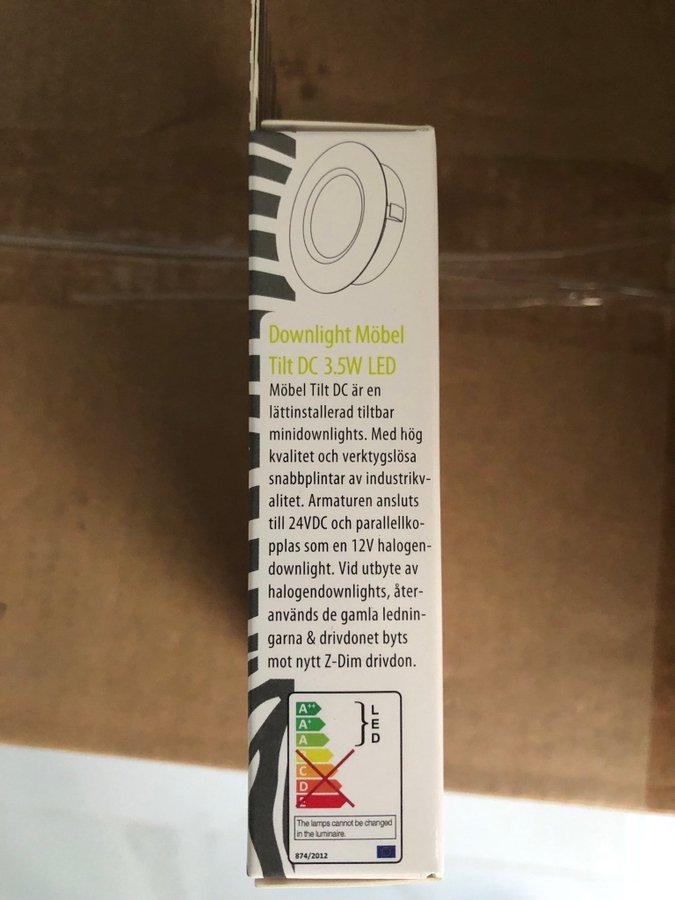 Downlight Möbel
Tilt DC 3.5W LED
Möbel Tilt DC är en
lättinstallerad tiltbar
minidownlights. Med hög
kvalitet och verktygslösa
snabbplintar av industrikv-
alitet. Armaturen ansluts
till 24VDC och parallellko-
pplas som en 12V halogen-
downlight. Vid utbyte av
halogendownlights, åter-
används de gamla lednin-
garna & drivdonet byts
mot nytt Z-Dim drivdon.
A++
A+
A
C
D
E
LED
The lamps cannot be changed
in the luminaire.
874/2012